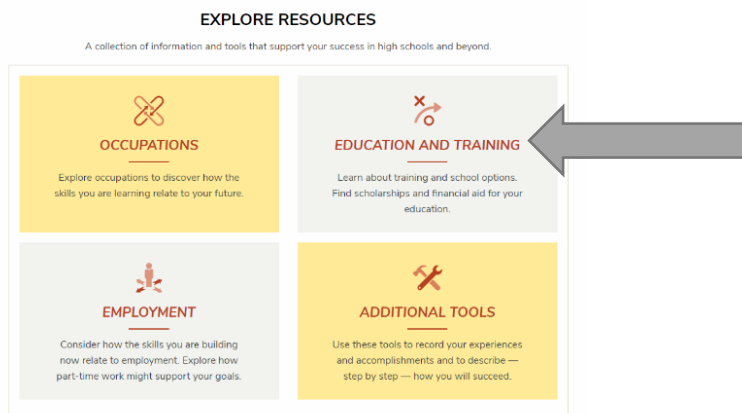 EXPLORE RESOURCES
A collection of information and tools that support your success in high schools and beyond.
OCCUPATIONS
Explore occupations to discover how the
skills you are learning relate to your future.
EDUCATION AND TRAINING
Learn about training and school options.
Find scholarships and financial aid for your
education.
EMPLOYMENT
Consider how the skills you are building
now relate to employment. Explore how
part-time work might support your goals.
ADDITIONAL TOOLS
Use these tools to record your experiences
and accomplishments and to describe —
step by step — how you will succeed.